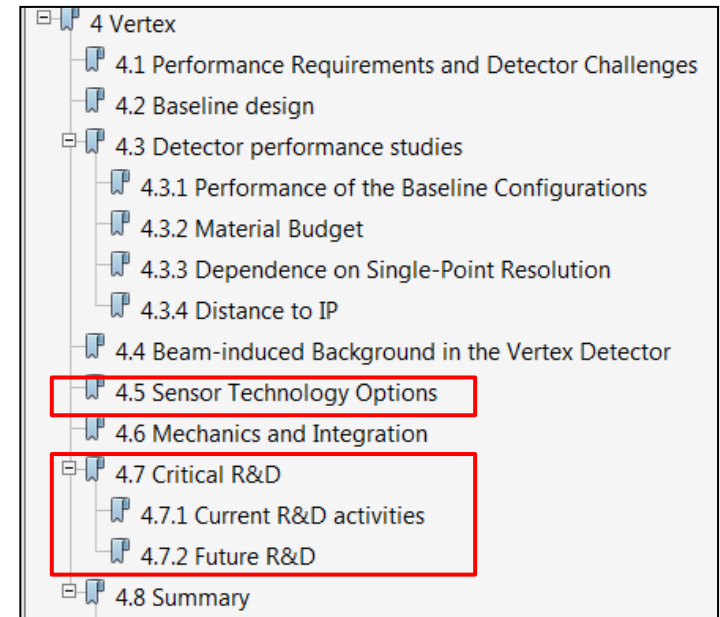 4 Vertex
4.1 Performance Requirements and Detector Challenges
4.2 Baseline design
4.3 Detector performance studies
4.3.1 Performance of the Baseline Configurations
4.3.2 Material Budget
4.3.3 Dependence on Single-Point Resolution
4.3.4 Distance to IP
4.4 Beam-induced Background in the Vertex Detector
4.5 Sensor Technology Options
4.6 Mechanics and Integration
4.7 Critical R&D
4.7.1 Current R&D activities
4.7.2 Future R&D
4.8 Summary